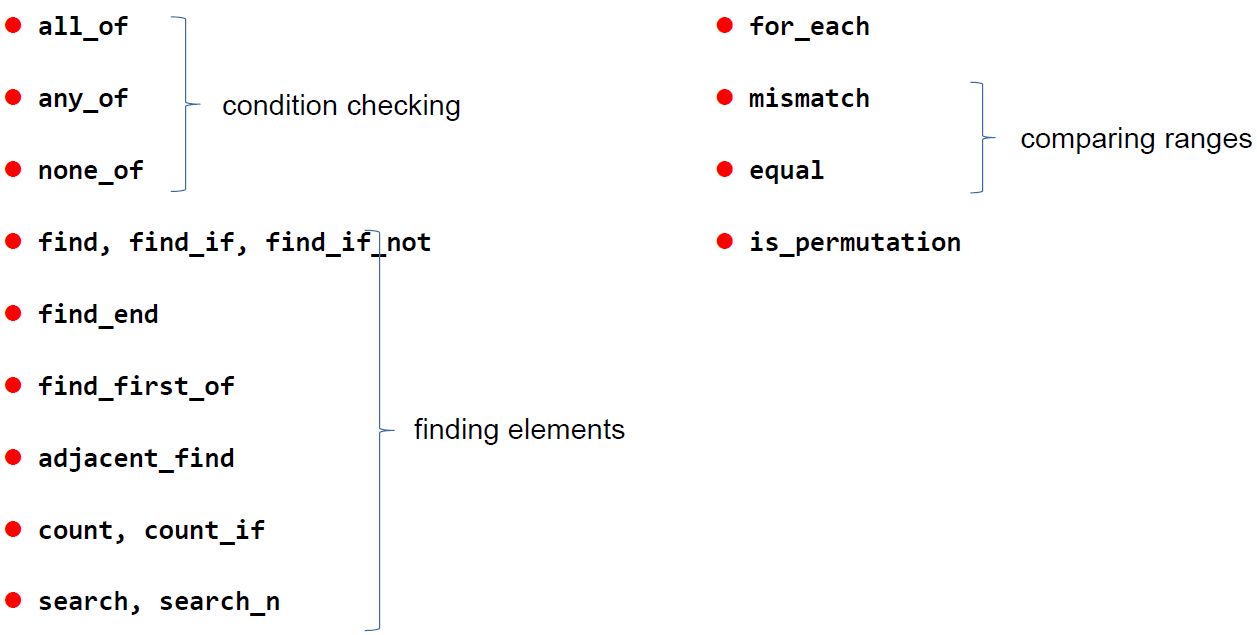 all_of
any_of
none_of
condition checking
find, find_if, find_if_not
find_end
find_first_of
adjacent_find
count, count_if
search, search_n
finding elements
for_each
mismatch
equal
comparing ranges
is_permutation